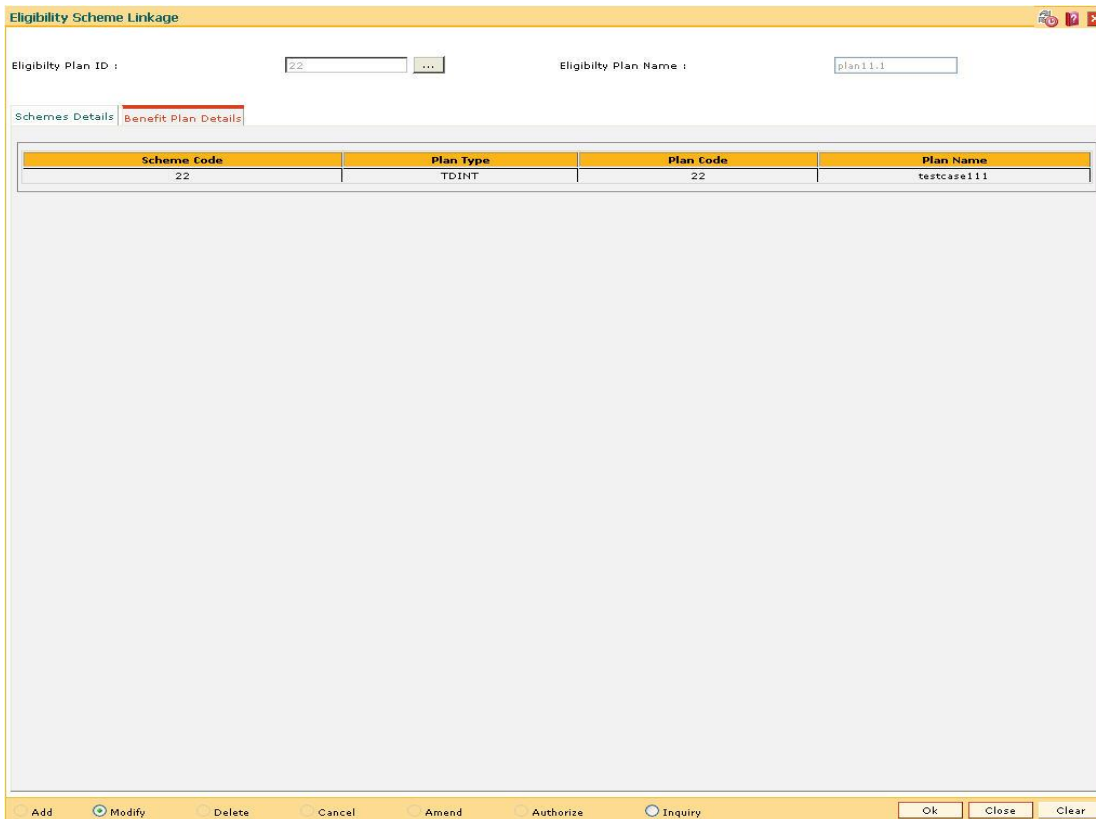 Eligibility Scheme Linkage
Eligibilty Plan ID : 22 ... Eligibilty Plan Name : plan11.1
Schemes Details Benefit Plan Details
Scheme Code Plan Type Plan Code Plan Name
22 TDINT 22 testcase111
Add Modify Delete Cancel Amend Authorize Inquiry Ok Close Clear